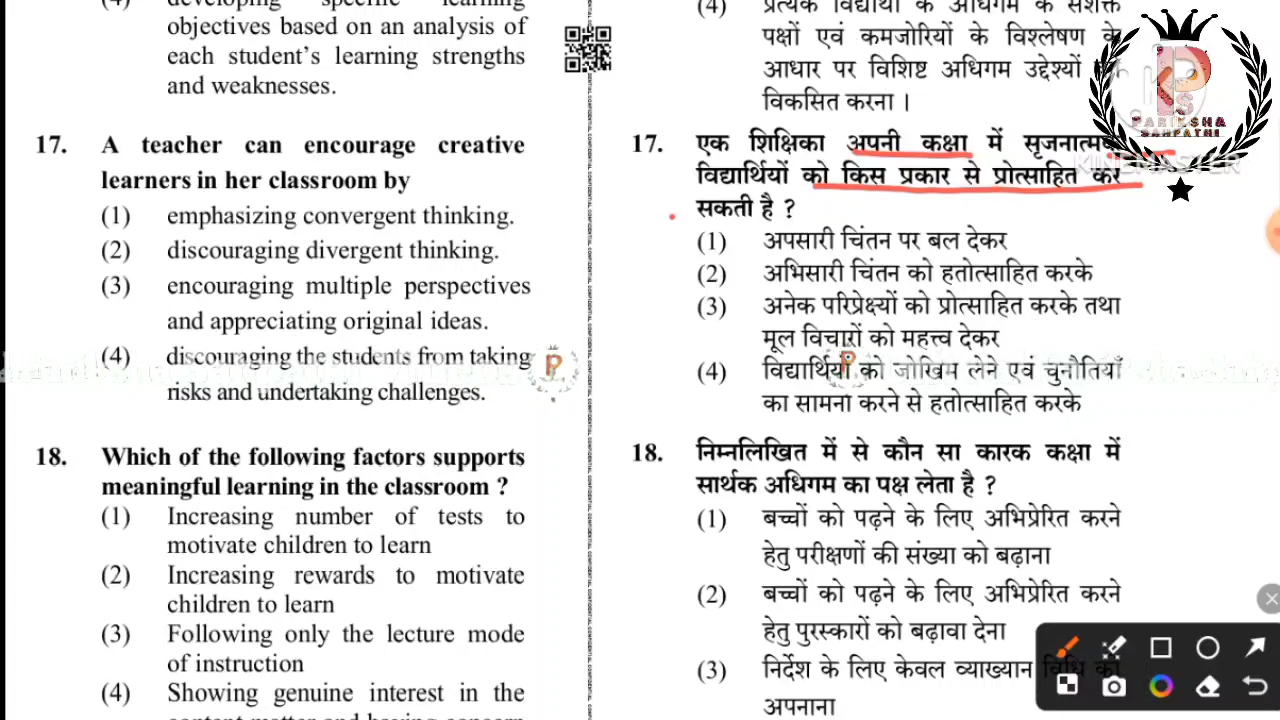 (4) developing specific learning
objectives based on an analysis of
each student's learning strengths
and weaknesses.
17. A teacher can encourage creative
learners in her classroom by
(1) emphasizing convergent thinking.
(2) discouraging divergent thinking.
(3) encouraging multiple perspectives
and appreciating original ideas.
(4) discouraging the students from taking
risks and undertaking challenges.
18. Which of the following factors supports
meaningful learning in the classroom ?
(1) Increasing number of tests to
motivate children to learn
(2) Increasing rewards to motivate
children to learn
(3) Following only the lecture mode
of instruction
(4) Showing genuine interest in the
(4) प्रत्येक विद्यार्थी के अधिगम के सशक्त
पक्षों एवं कमजोरियों के विश्लेषण के
आधार पर विशिष्ट अधिगम उद्देश्यों
विकसित करना ।
17. एक शिक्षिका अपनी कक्षा में सृजनात्मक
विद्यार्थियों को किस प्रकार से प्रोत्साहित कर
सकती है ?
(1) अपसारी चिंतन पर बल देकर
(2) अभिसारी चिंतन को हतोत्साहित करके
(3) अनेक परिप्रेक्ष्यों को प्रोत्साहित करके तथा
मूल विचारों को महत्त्व देकर
(4) विद्यार्थियों को जोखिम लेने एवं चुनौतियाँ
का सामना करने से हतोत्साहित करके
18. निम्नलिखित में से कौन सा कारक कक्षा में
सार्थक अधिगम का पक्ष लेता है ?
(1) बच्चों को पढ़ने के लिए अभिप्रेरित करने
हेतु परीक्षणों की संख्या को बढ़ाना
(2) बच्चों को पढ़ने के लिए अभिप्रेरित करने
हेतु पुरस्कारों को बढ़ावा देना
(3) निर्देश के लिए केवल व्याख्यान विधि को
अपनाना
PARIKSHA
SARPATHI
KINEMASTER